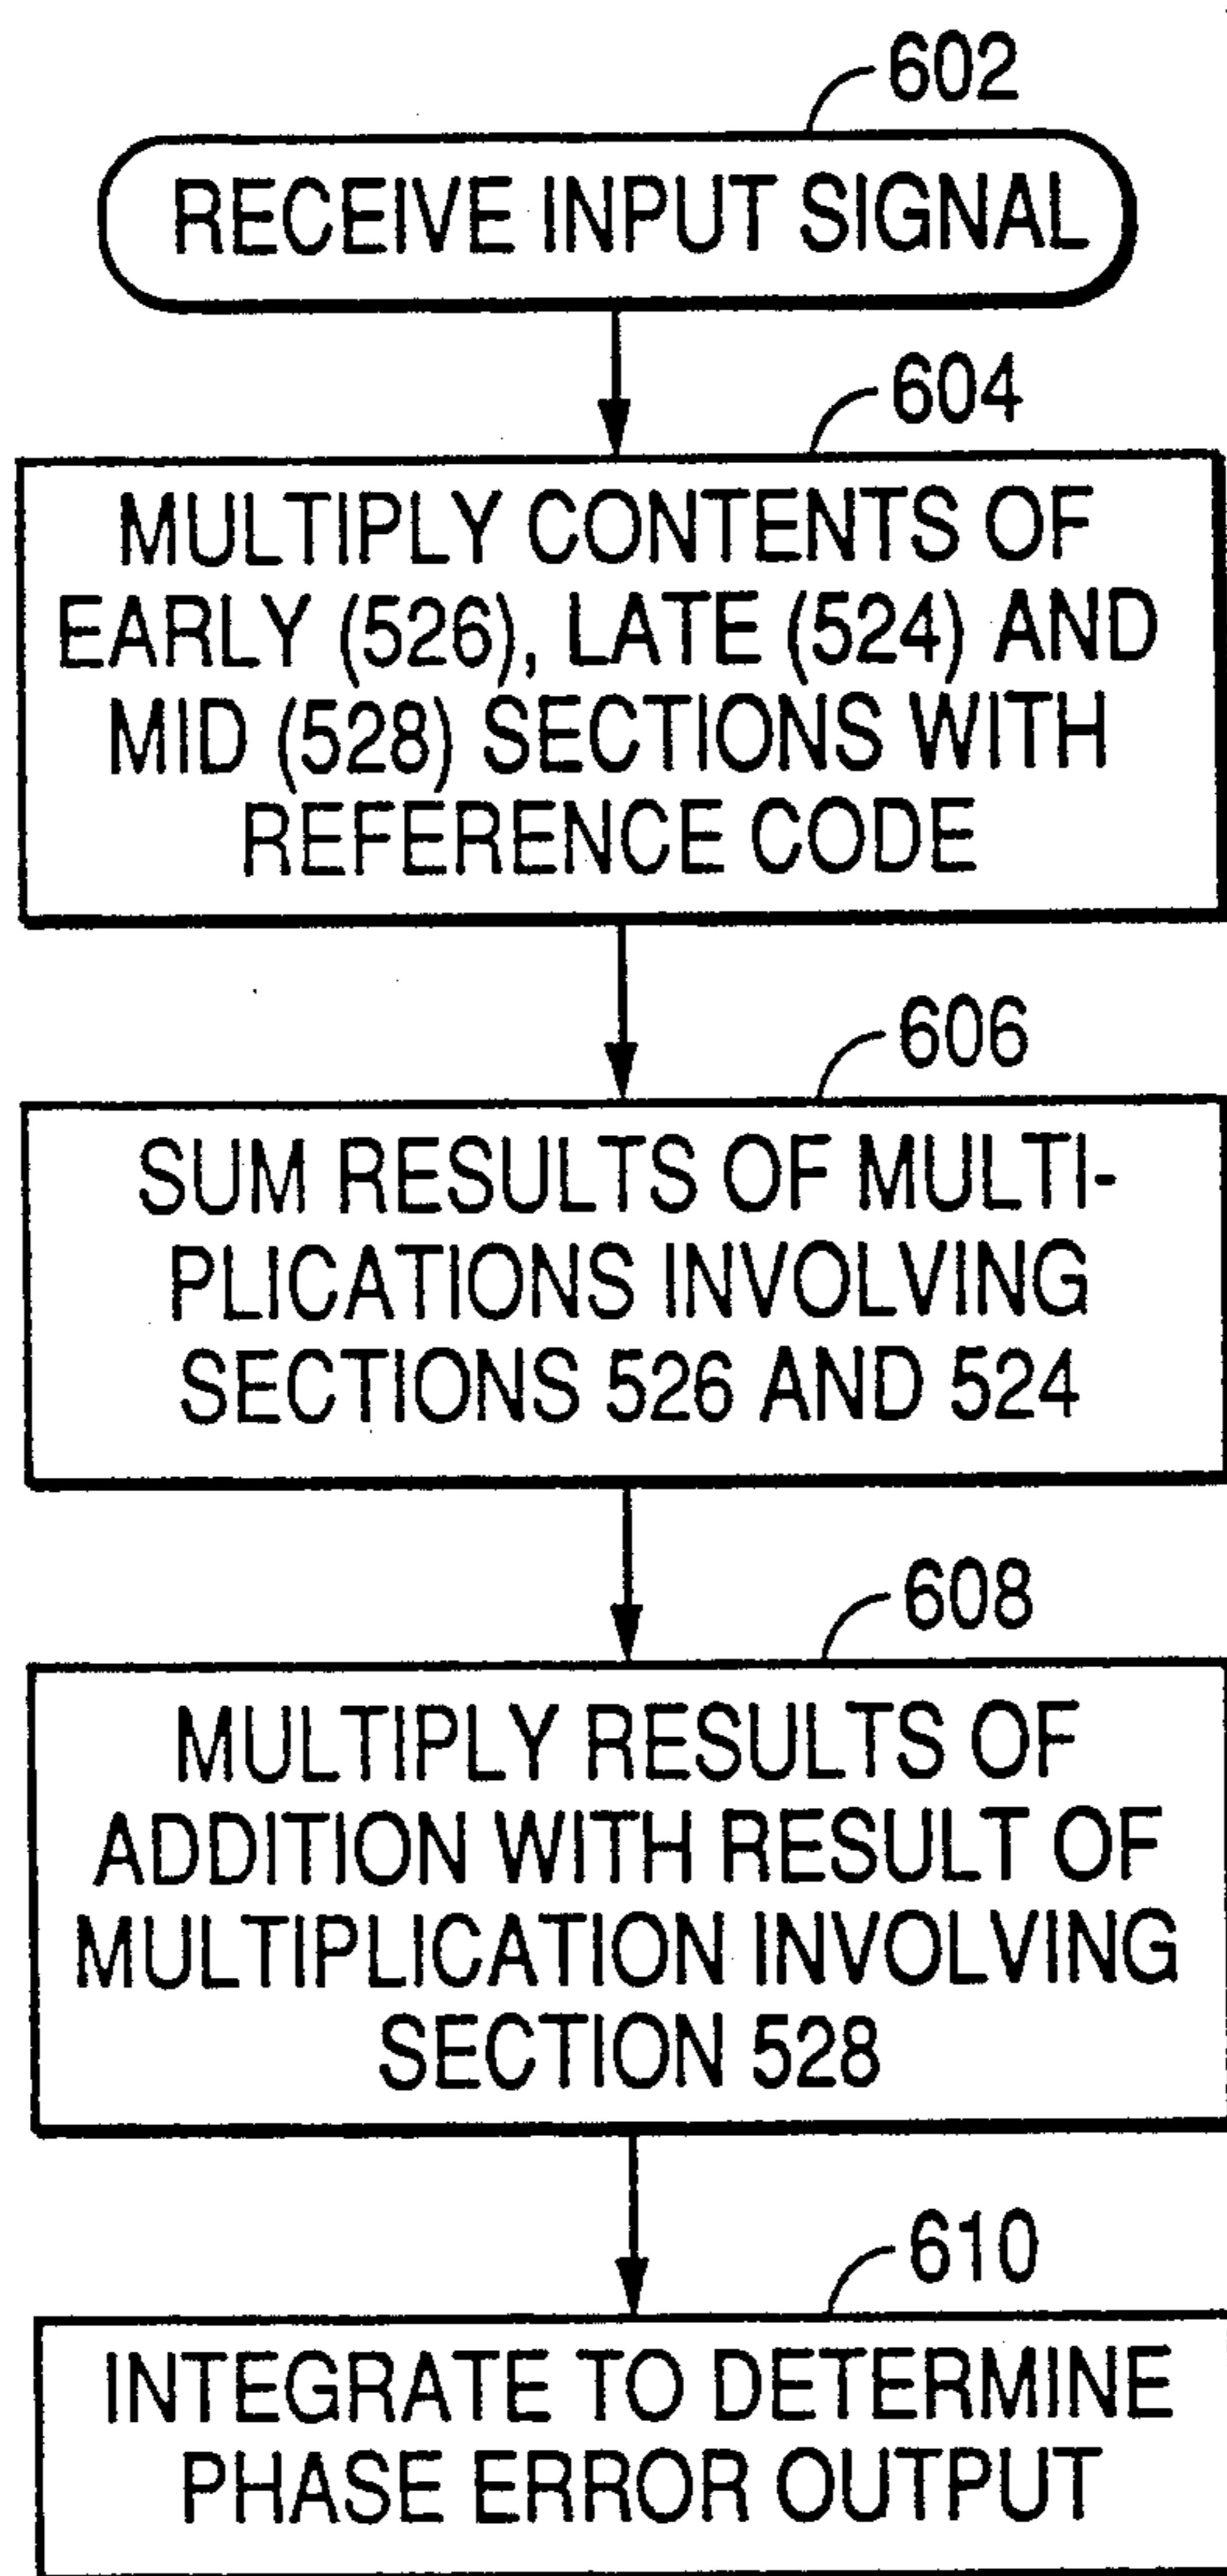 602
RECEIVE INPUT SIGNAL
604
MULTIPLY CONTENTS OF
EARLY (526), LATE (524) AND
MID (528) SECTIONS WITH
REFERENCE CODE
606
SUM RESULTS OF MULTI-
PLICATIONS INVOLVING
SECTIONS 526 AND 524
608
MULTIPLY RESULTS OF
ADDITION WITH RESULT OF
MULTIPLICATION INVOLVING
SECTION 528
610
INTEGRATE TO DETERMINE
PHASE ERROR OUTPUT